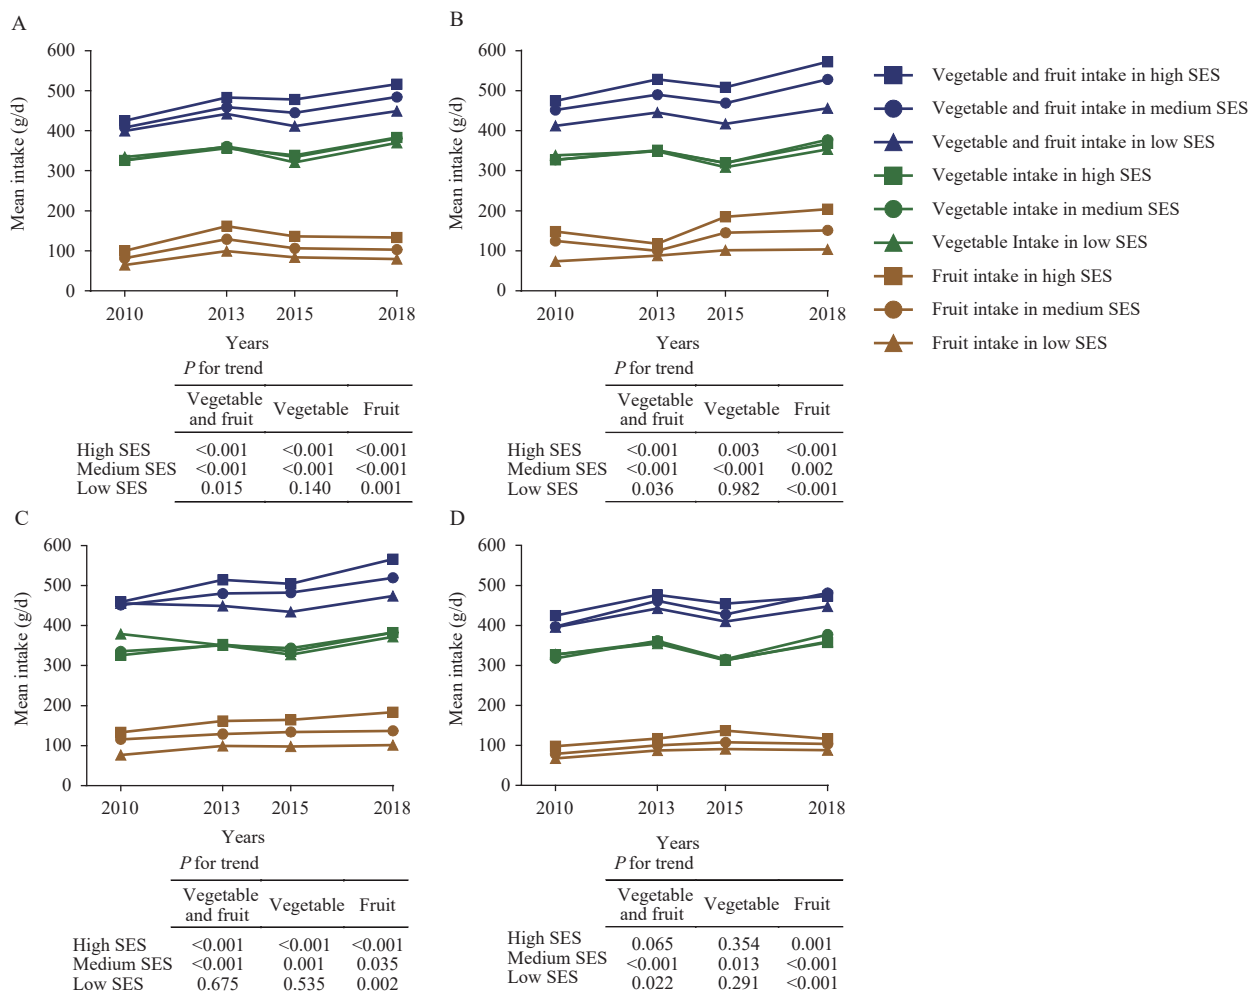 A
600
500
400
300
200
100
0
Mean intake (g/d)
2010 2013 2015 2018
Years
P for trend
Vegetable and fruit Vegetable Fruit
High SES <0.001 <0.001 <0.001
Medium SES <0.001 <0.001 <0.001
Low SES 0.015 0.140 0.001
B
600
500
400
300
200
100
0
Mean intake (g/d)
2010 2013 2015 2018
Years
P for trend
Vegetable and fruit Vegetable Fruit
High SES <0.001 0.003 <0.001
Medium SES <0.001 <0.001 0.002
Low SES 0.036 0.982 <0.001
Vegetable and fruit intake in high SES
Vegetable and fruit intake in medium SES
Vegetable and fruit intake in low SES
Vegetable intake in high SES
Vegetable intake in medium SES
Vegetable Intake in low SES
Fruit intake in high SES
Fruit intake in medium SES
Fruit intake in low SES
C
600
500
400
300
200
100
0
Mean intake (g/d)
2010 2013 2015 2018
Years
P for trend
Vegetable and fruit Vegetable Fruit
High SES <0.001 <0.001 <0.001
Medium SES <0.001 0.001 0.035
Low SES 0.675 0.535 0.002
D
600
500
400
300
200
100
0
Mean intake (g/d)
2010 2013 2015 2018
Years
P for trend
Vegetable and fruit Vegetable Fruit
High SES 0.065 0.354 0.001
Medium SES <0.001 0.013 <0.001
Low SES 0.022 0.291 <0.001